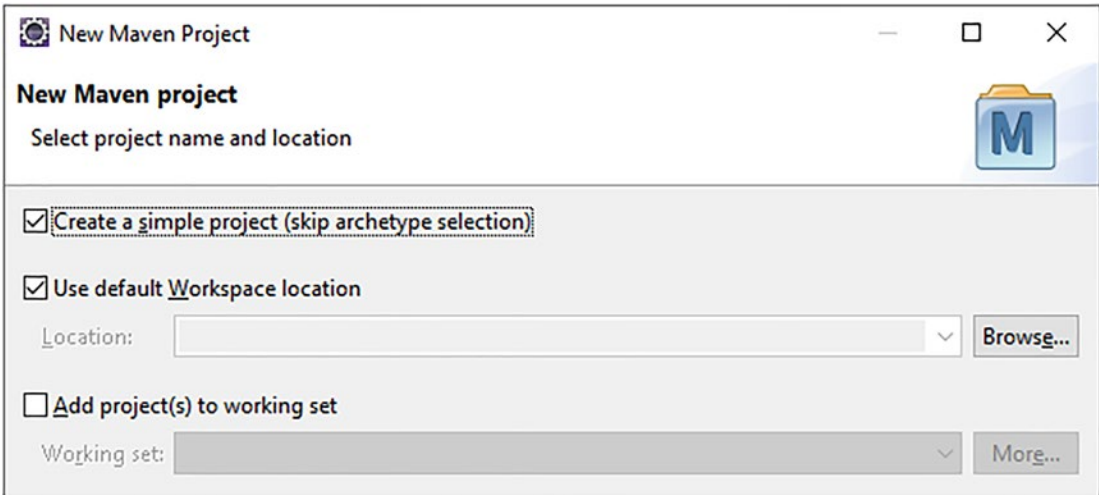 New Maven Project
New Maven project
Select project name and location
M
Create a simple project (skip archetype selection)
Use default Workspace location
Location:
Browse...
Add project(s) to working set
Working set:
More...